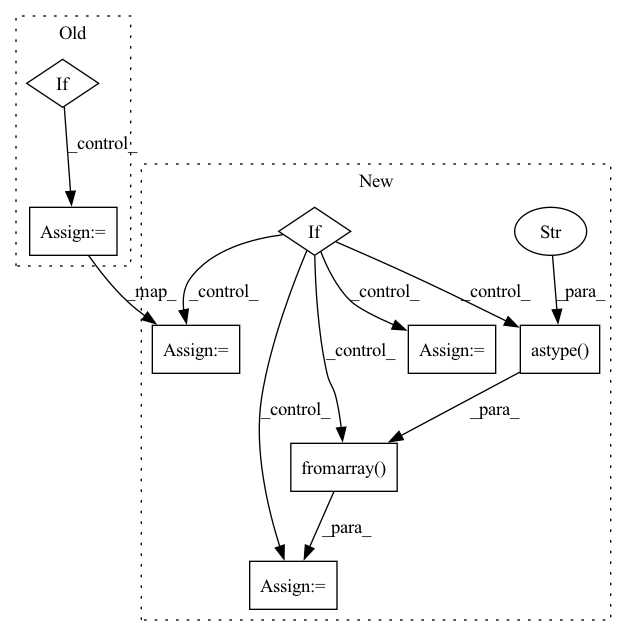 Old
If
_control_
Assign:=
New
If
Str
_map_
_control_
_control_
_control_
_para_
Assign:=
_control_
Assign:=
astype()
_control_
_para_
fromarray()
_para_
Assign:=